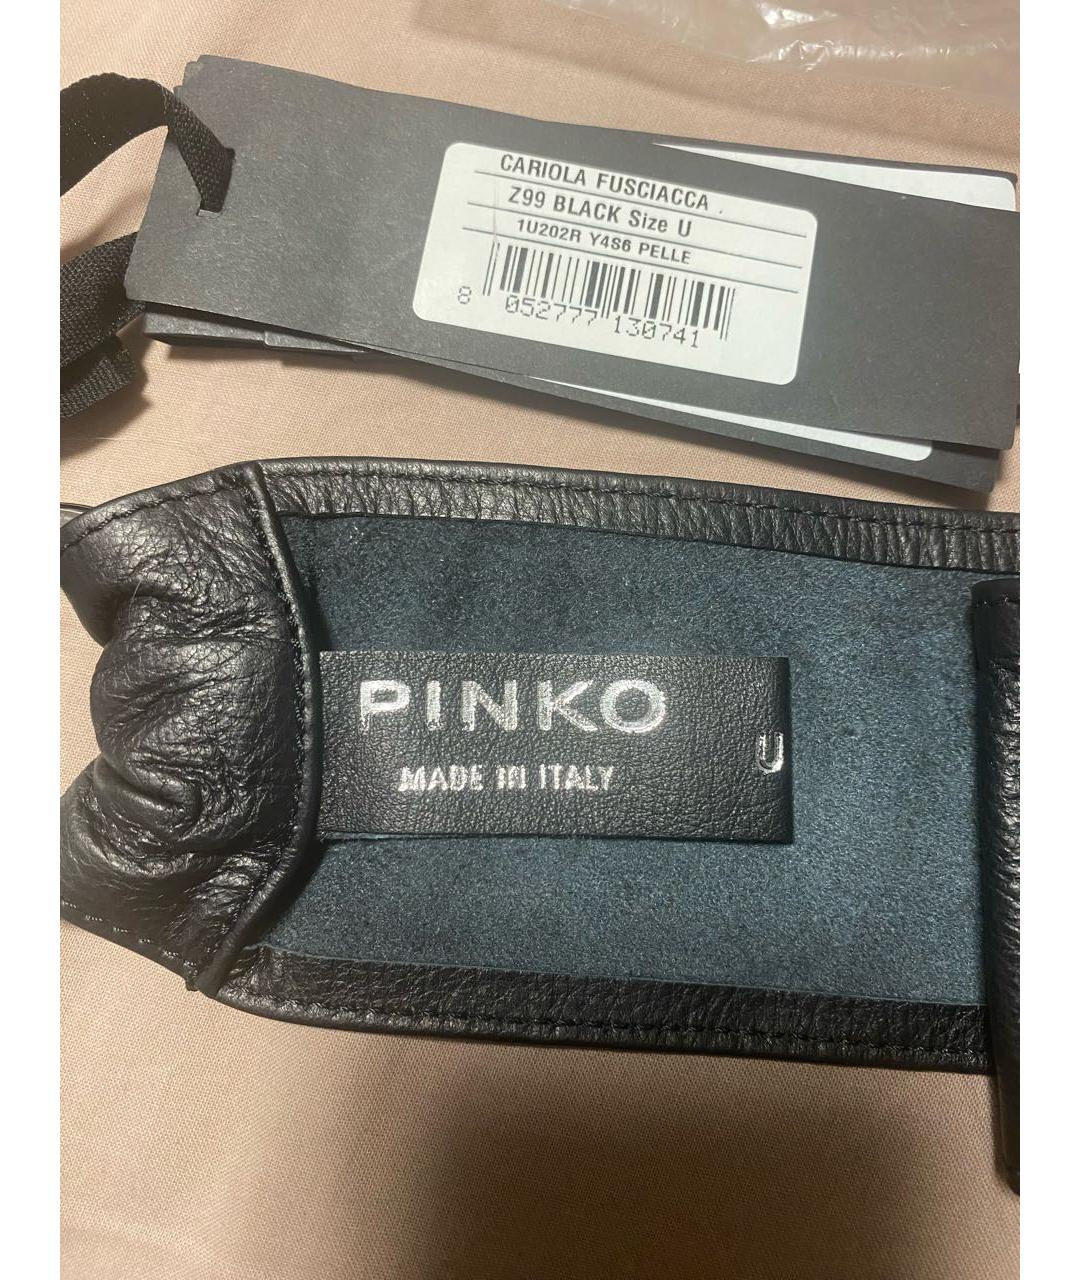 CARIOLA FUSCIACCA
Z99 BLACK Size U
1U202R Y4S6 PELLE
8 052777 130741
PINKO
MADE IN ITALY
U